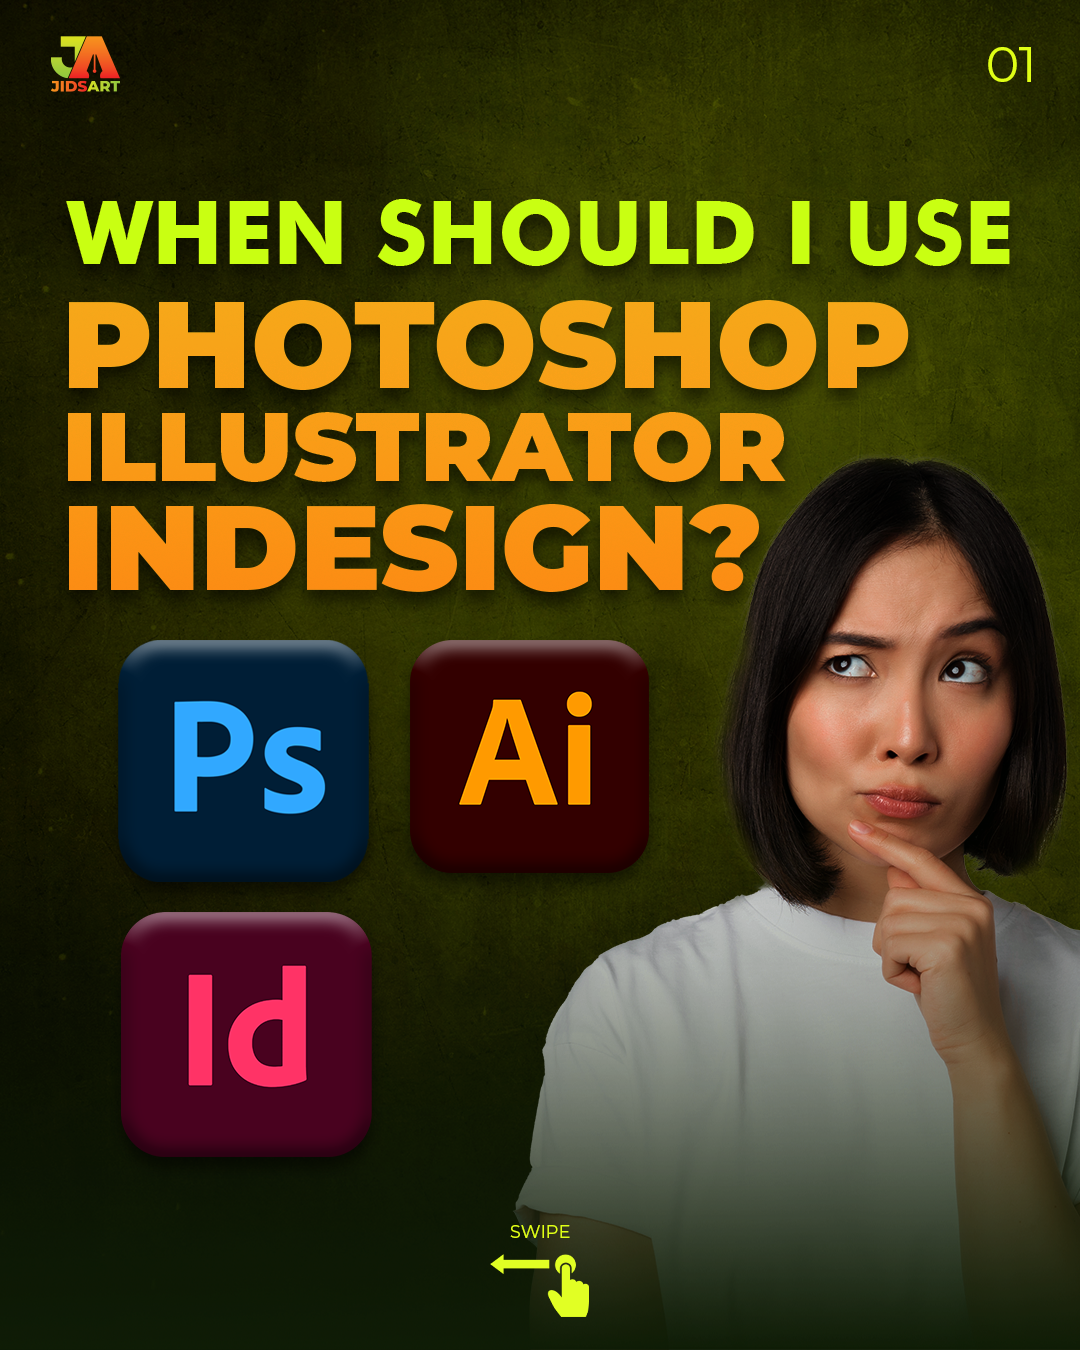 JA
JIDSART
01
WHEN SHOULD I USE
PHOTOSHOP
ILLUSTRATOR
INDESIGN?
Ps
Ai
Id
SWIPE